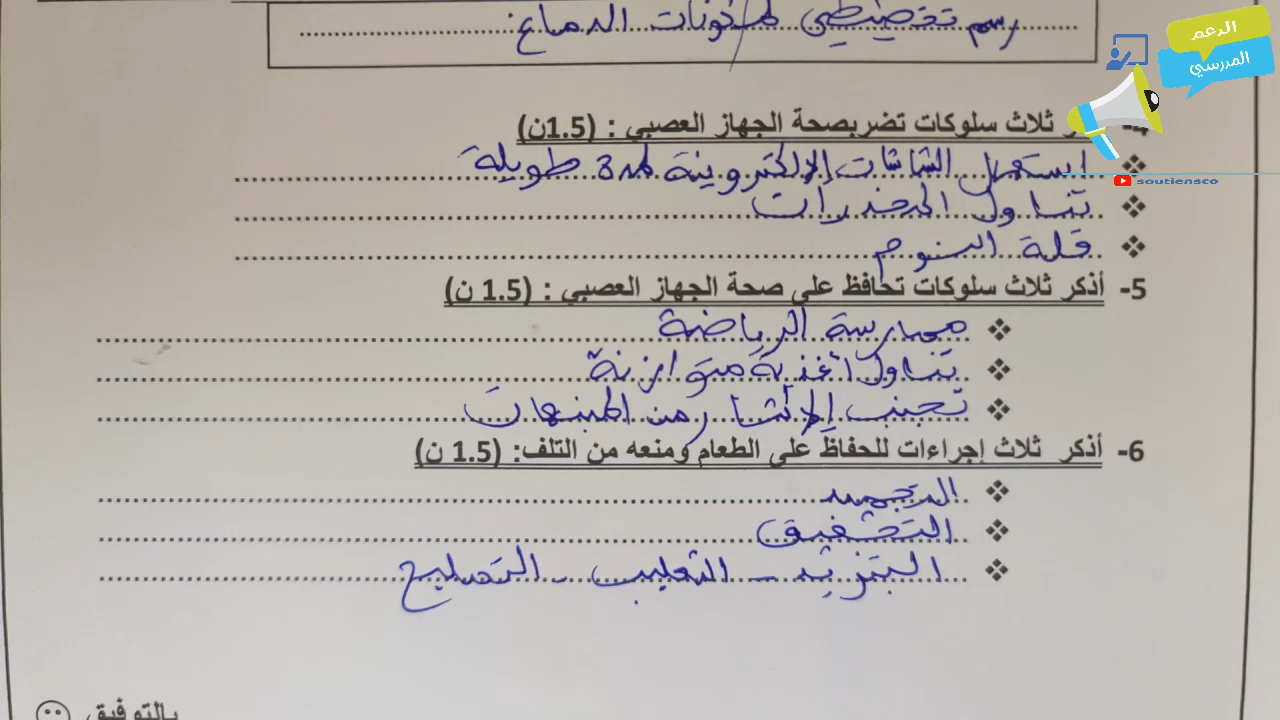 رسم تخطيطي لمكونات الدماغ:
الدعم
المدرسي
4- ذكر ثلاث سلوكات تضربصحة الجهاز العصبي : (1.5ن)
استعمال الشاشات الإلكترونية لمدة طويلة
soutiensco
تناول المخدرات
قلة النوم
5- أذكر ثلاث سلوكات تحافظ على صحة الجهاز العصبي : (1.5 ن)
ممارسة الرياضة
تناول أغذية متوازنة
تجنب الإكثار من المنبهات
6- أذكر ثلاث إجراءات للحفاظ على الطعام ومنعه من التلف: (1.5 ن)
التجميد
التجفيف
التبريد - التعليب - التمليح
بالتوفيق